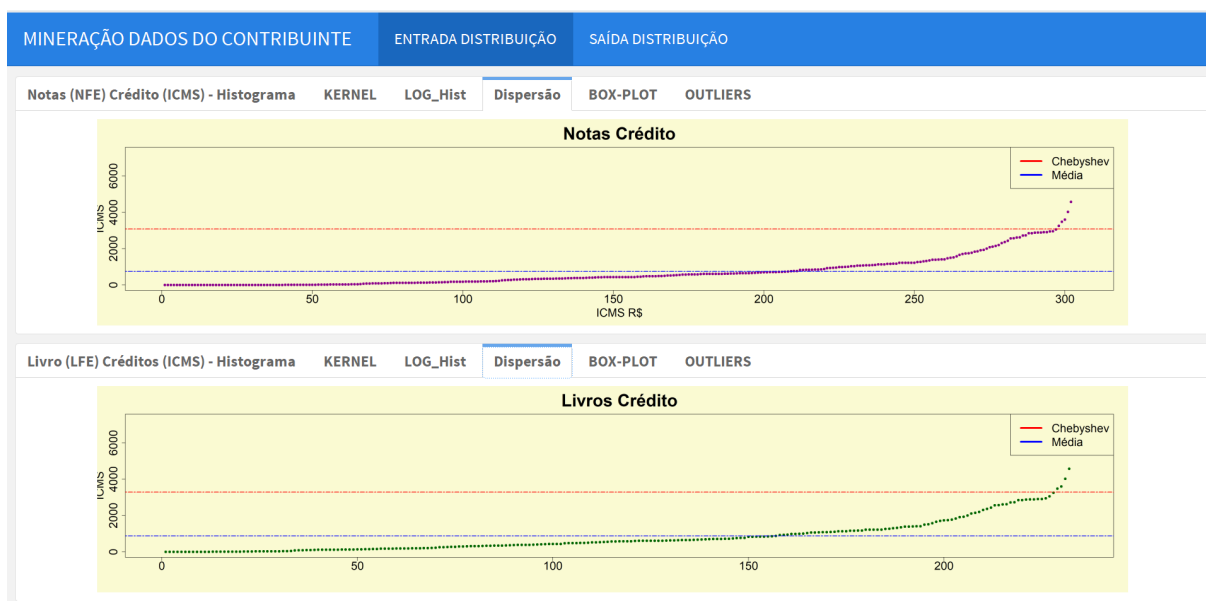 MINERAÇÃO DADOS DO CONTRIBUINTE ENTRADA DISTRIBUIÇÃO SAÍDA DISTRIBUIÇÃO
Notas (NFE) Crédito (ICMS) - Histograma KERNEL LOG_Hist Dispersão BOX-PLOT OUTLIERS
Notas Crédito
Chebyshev
Média
ICMS
0 2000 4000 6000
0 50 100 150 200 250 300
ICMS R$
Livro (LFE) Créditos (ICMS) - Histograma KERNEL LOG_Hist Dispersão BOX-PLOT OUTLIERS
Livros Crédito
Chebyshev
Média
ICMS
0 2000 4000 6000
0 50 100 150 200